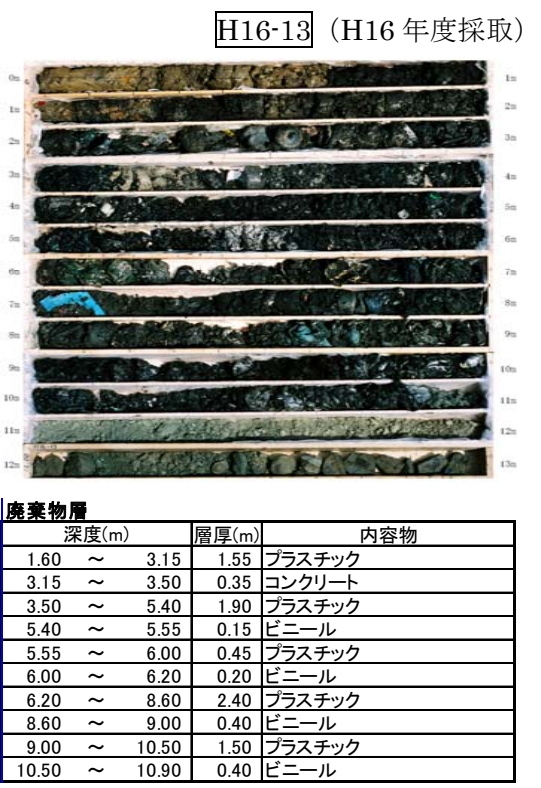 H16-13（H16年度採取）
0m 1m
1m 2m
2m 3m
3m 4m
4m 5m
5m 6m
6m 7m
7m 8m
8m 9m
9m 10m
10m 11m
11m 12m
12m 13m
廃棄物層
深度(m) 層厚(m) 内容物
1.60 ～ 3.15 1.55 プラスチック
3.15 ～ 3.50 0.35 コンクリート
3.50 ～ 5.40 1.90 プラスチック
5.40 ～ 5.55 0.15 ビニール
5.55 ～ 6.00 0.45 プラスチック
6.00 ～ 6.20 0.20 ビニール
6.20 ～ 8.60 2.40 プラスチック
8.60 ～ 9.00 0.40 ビニール
9.00 ～ 10.50 1.50 プラスチック
10.50 ～ 10.90 0.40 ビニール